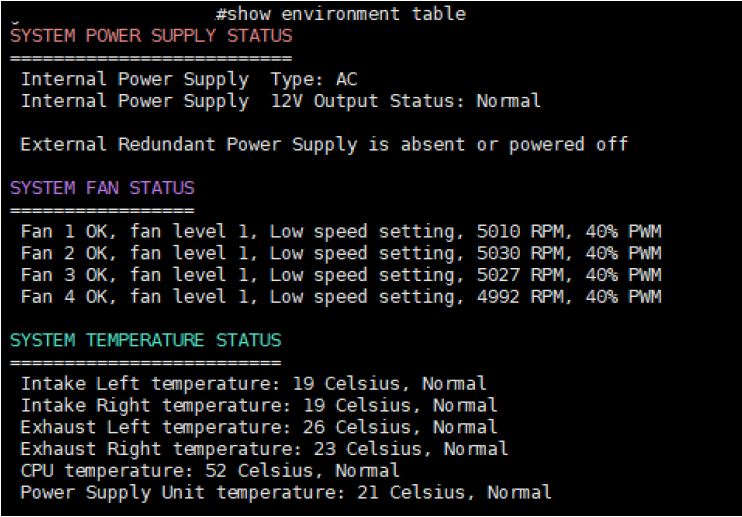 #show environment table
SYSTEM POWER SUPPLY STATUS
==========================
Internal Power Supply  Type: AC
Internal Power Supply  12V Output Status: Normal
External Redundant Power Supply is absent or powered off
SYSTEM FAN STATUS
=================
Fan 1 OK, fan level 1, Low speed setting, 5010 RPM, 40% PWM
Fan 2 OK, fan level 1, Low speed setting, 5030 RPM, 40% PWM
Fan 3 OK, fan level 1, Low speed setting, 5027 RPM, 40% PWM
Fan 4 OK, fan level 1, Low speed setting, 4992 RPM, 40% PWM
SYSTEM TEMPERATURE STATUS
=========================
Intake Left temperature: 19 Celsius, Normal
Intake Right temperature: 19 Celsius, Normal
Exhaust Left temperature: 26 Celsius, Normal
Exhaust Right temperature: 23 Celsius, Normal
CPU temperature: 52 Celsius, Normal
Power Supply Unit temperature: 21 Celsius, Normal